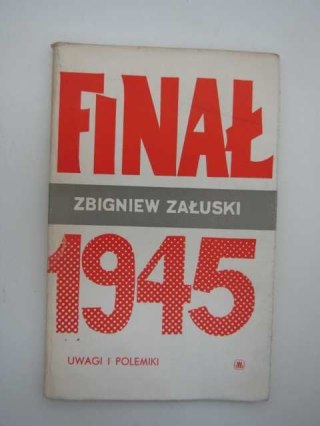 FINAŁ
ZBIGNIEW ZAŁUSKI
1945
UWAGI I POLEMIKI